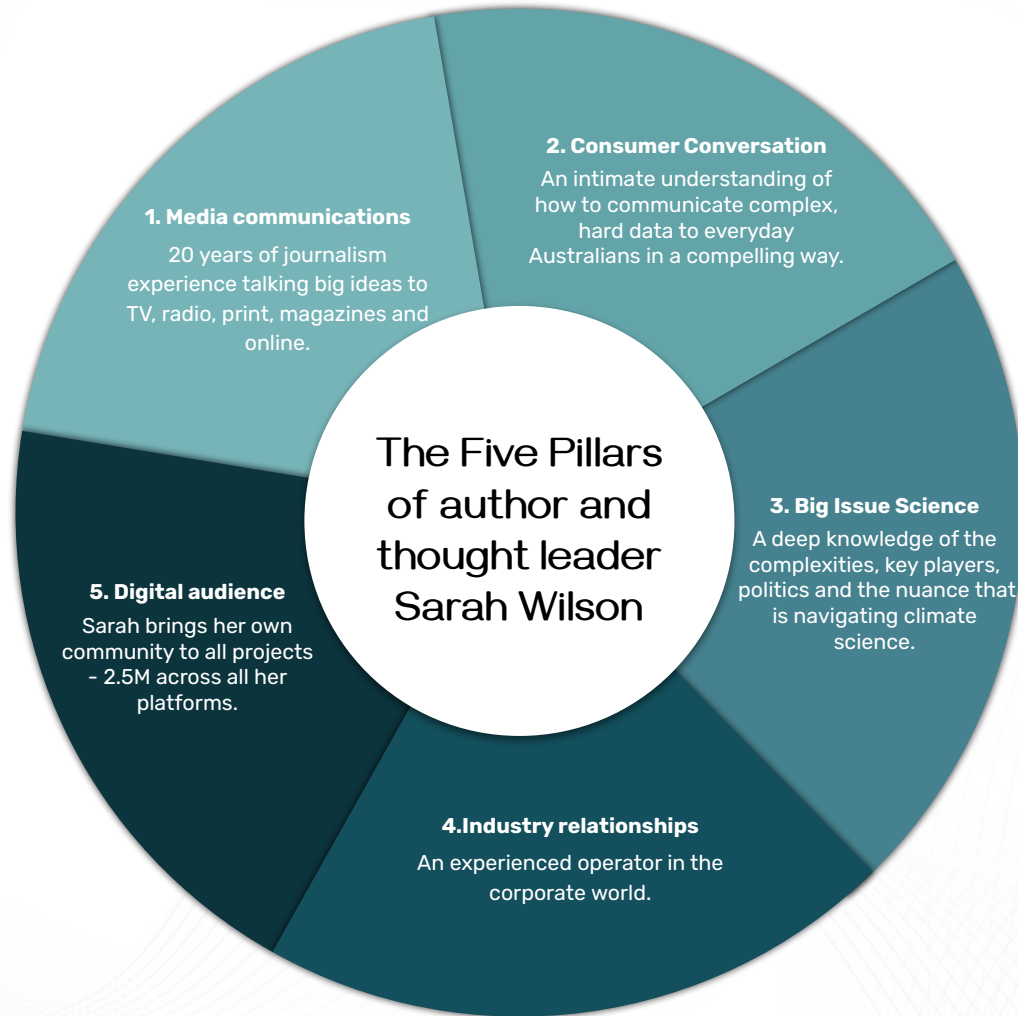 1. Media communications
20 years of journalism
experience talking big ideas to
TV, radio, print, magazines and
online.
2. Consumer Conversation
An intimate understanding of
how to communicate complex,
hard data to everyday
Australians in a compelling way.
3. Big Issue Science
A deep knowledge of the
complexities, key players,
politics and the nuance that
is navigating climate
science.
4.Industry relationships
An experienced operator in the
corporate world.
5. Digital audience
Sarah brings her own
community to all projects
- 2.5M across all her
platforms.
The Five Pillars
of author and
thought leader
Sarah Wilson